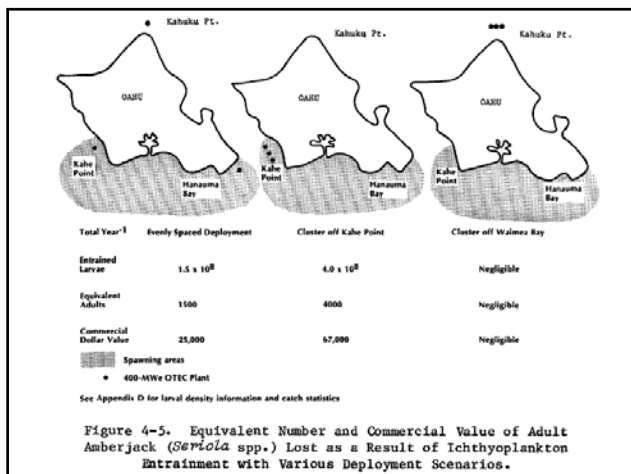 Kahuku Pt.
OAHU
Kahe
Point
Hanauma
Bay
Kahuku Pt.
OAHU
Kahe
Point
Hanauma
Bay
Kahuku Pt.
OAHU
Kahe
Point
Hanauma
Bay
Total Year⁻¹ Evenly Spaced Deployment Cluster off Kahe Point Cluster off Waimea Bay
Entrained
Larvae 1.5 x 10⁸ 4.0 x 10⁸ Negligible
Equivalent
Adults 1500 4000 Negligible
Commercial
Dollar Value 25,000 67,000 Negligible
Spawning areas
400-MWe OTEC Plant
See Appendix D for larval density information and catch statistics
Figure 4-5. Equivalent Number and Commercial Value of Adult
Amberjack (Seriola spp.) Lost as a Result of Ichthyoplankton
Entrainment with Various Deployment Scenarios.